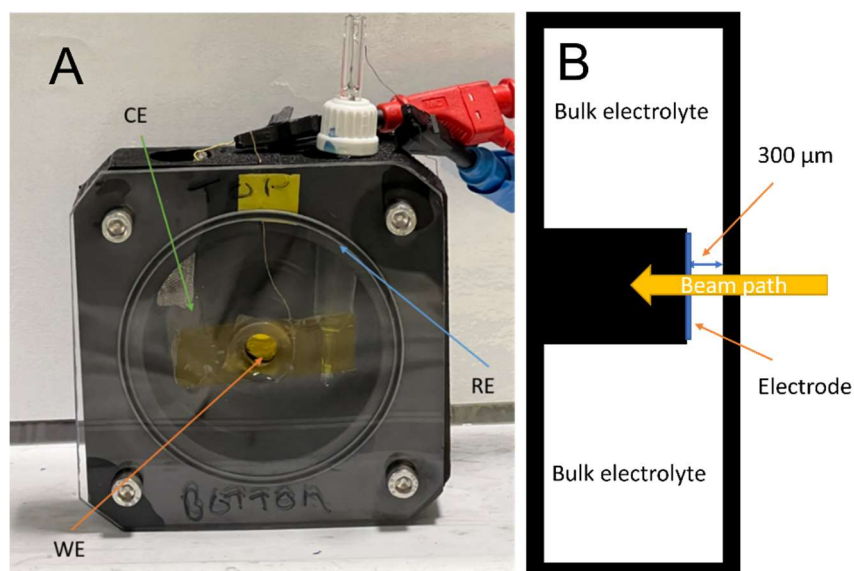 A
CE
TOP
RE
BOTTOM
WE
B
Bulk electrolyte
300 µm
Beam path
Electrode
Bulk electrolyte